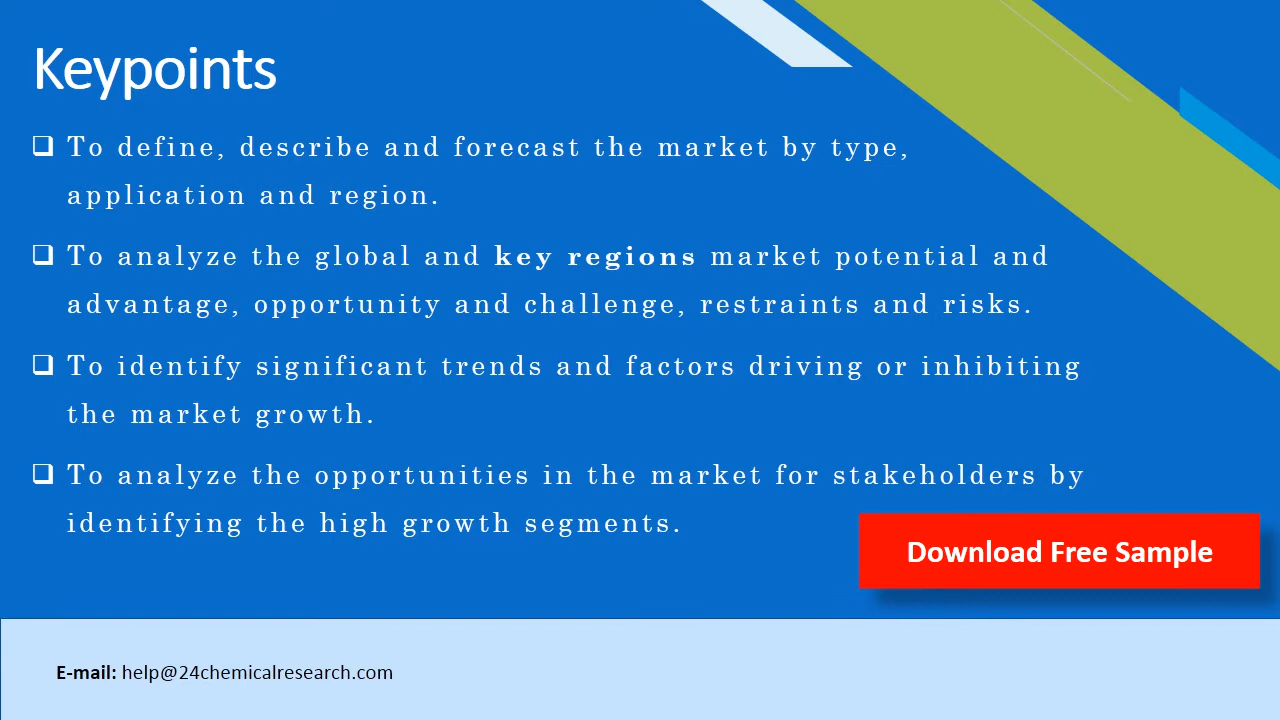 Keypoints
❑ To define, describe and forecast the market by type,
application and region.
❑ To analyze the global and key regions market potential and
advantage, opportunity and challenge, restraints and risks.
❑ To identify significant trends and factors driving or inhibiting
the market growth.
❑ To analyze the opportunities in the market for stakeholders by
identifying the high growth segments.
Download Free Sample
E-mail: help@24chemicalresearch.com